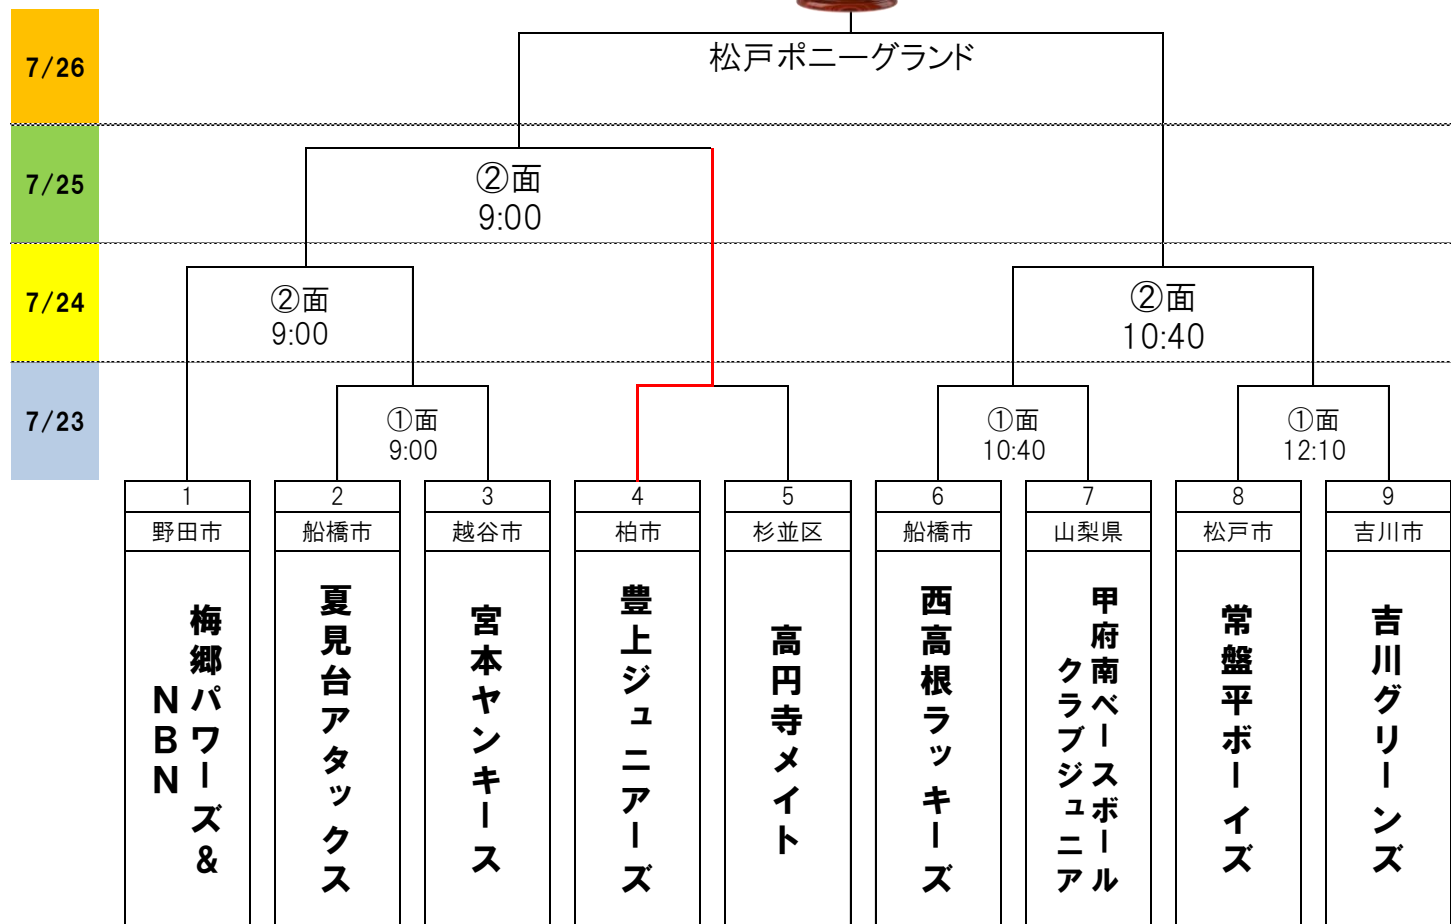 7/26
松戸ポニーグランド
7/25
②面
9:00
7/24
②面
9:00
②面
10:40
7/23
①面
9:00
①面
10:40
①面
12:10
1
2
3
4
5
6
7
8
9
野田市
船橋市
越谷市
柏市
杉並区
船橋市
山梨県
松戸市
吉川市
梅郷パワーズ&
NBN
夏見台アタックス
宮本ヤンキース
豊上ジュニアーズ
高円寺メイト
西高根ラッキーズ
甲府南ベースボール
クラブジュニア
常盤平ボーイズ
吉川グリーンズ